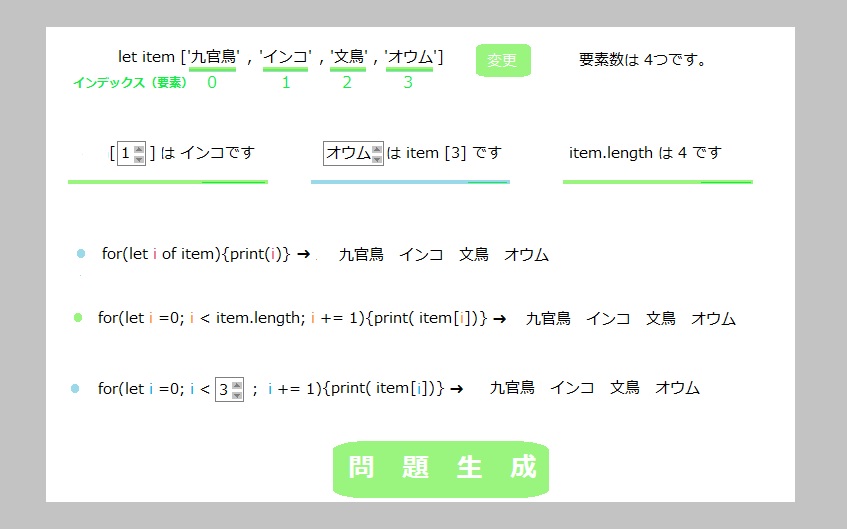 let item ['九官鳥' , 'インコ' , '文鳥' , 'オウム'] 変更 要素数は 4つです。
インデックス（要素） 0 1 2 3
[ 1 ] は インコです オウム は item [3] です item.length は 4 です
for(let i of item){print(i)} ➔ 九官鳥 インコ 文鳥 オウム
for(let i =0; i < item.length; i += 1){print( item[i])} ➔ 九官鳥 インコ 文鳥 オウム
for(let i =0; i < 3 ; i += 1){print( item[i])} ➔ 九官鳥 インコ 文鳥 オウム
問 題 生 成